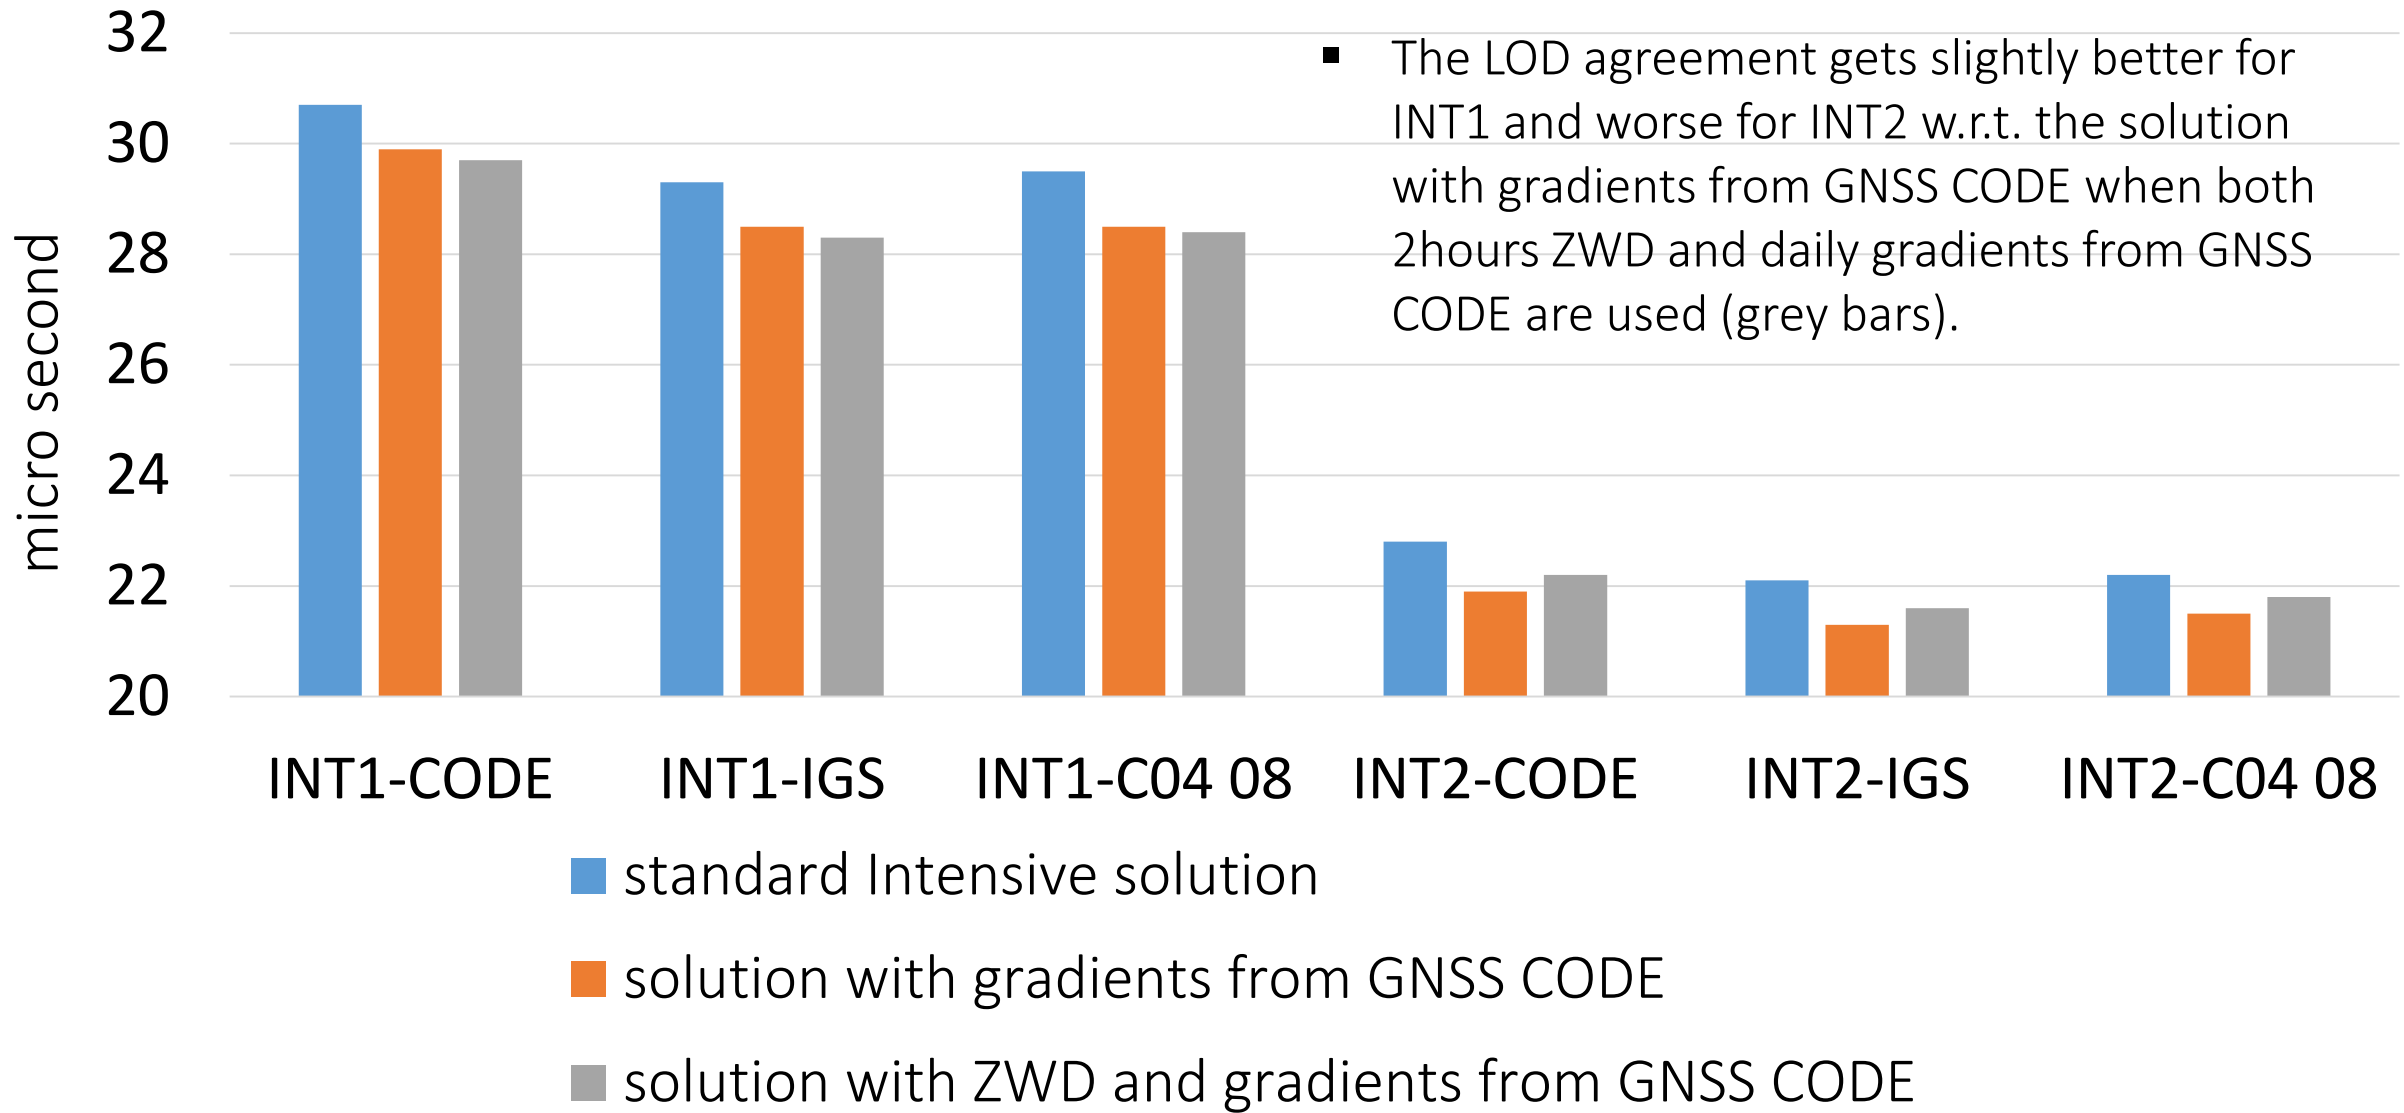 32
30
28
26
24
22
20
micro second
▪ The LOD agreement gets slightly better for
INT1 and worse for INT2 w.r.t. the solution
with gradients from GNSS CODE when both
2hours ZWD and daily gradients from GNSS
CODE are used (grey bars).
INT1-CODE INT1-IGS INT1-C04 08 INT2-CODE INT2-IGS INT2-C04 08
standard Intensive solution
solution with gradients from GNSS CODE
solution with ZWD and gradients from GNSS CODE